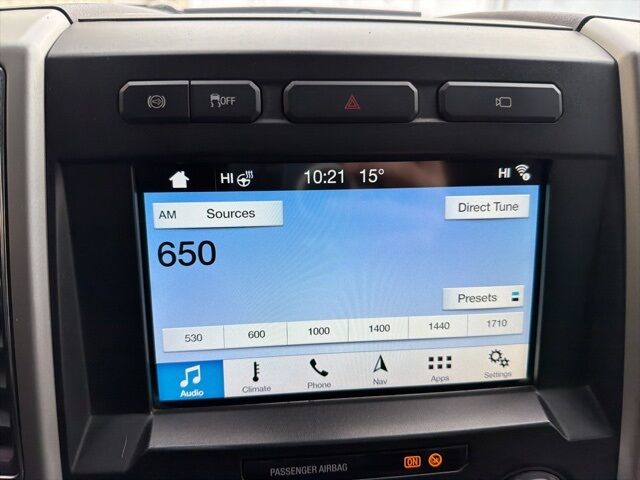 OFF
HI 10:21 15° HI
AM Sources Direct Tune
650
Presets
530 600 1000 1400 1440 1710
Audio Climate Phone Nav Apps Settings
PASSENGER AIRBAG ON